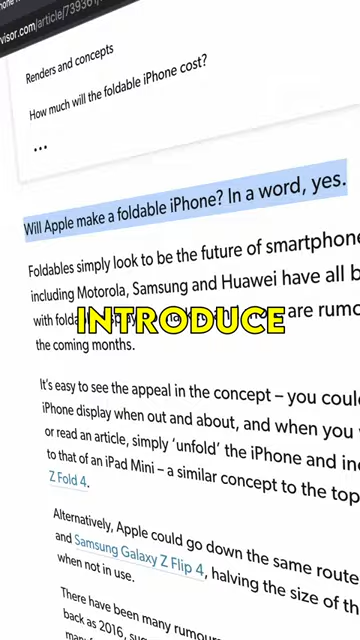 visor.com/article/739361
Renders and concepts
How much will the foldable iPhone cost?
...
Will Apple make a foldable iPhone? In a word, yes.
Foldables simply look to be the future of smartphone
including Motorola, Samsung and Huawei have all b
with are rumo
INTRODUCE
the coming months.
It's easy to see the appeal in the concept – you coul
iPhone display when out and about, and when you
or read an article, simply 'unfold' the iPhone and inc
to that of an iPad Mini – a similar concept to the top
Z Fold 4.
Alternatively, Apple could go down the same route
and Samsung Galaxy Z Flip 4, halving the size of th
when not in use.
There have been many rumour
back as 2016,